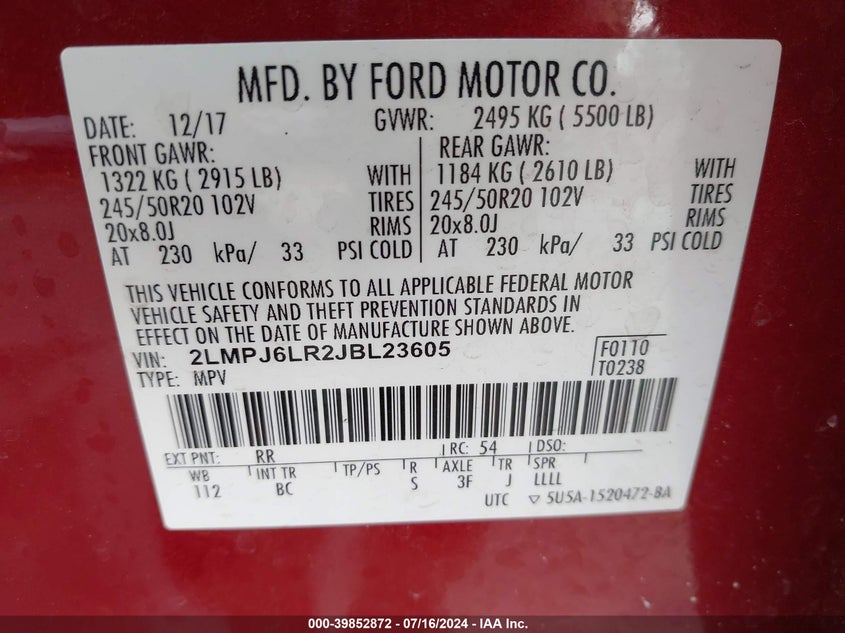 MFD. BY FORD MOTOR CO.
DATE: 12/17 GVWR: 2495 KG ( 5500 LB)
FRONT GAWR: REAR GAWR:
1322 KG ( 2915 LB) WITH 1184 KG ( 2610 LB) WITH
245/50R20 102V TIRES 245/50R20 102V TIRES
20x8.0J RIMS 20x8.0J RIMS
AT 230 kPa/ 33 PSI COLD AT 230 kPa/ 33 PSI COLD
THIS VEHICLE CONFORMS TO ALL APPLICABLE FEDERAL MOTOR
VEHICLE SAFETY AND THEFT PREVENTION STANDARDS IN
EFFECT ON THE DATE OF MANUFACTURE SHOWN ABOVE.
VIN: 2LMPJ6LR2JBL23605 F0110
TYPE: MPV T0238
EXT PNT: RR RC: 54 DSO:
WB INT TR TP/PS R AXLE TR SPR
112 BC S 3F J LLLL
UTC ▽ 5U5A-1520472-BA
000-39852872 / 07/16/2024 - IAA Inc.